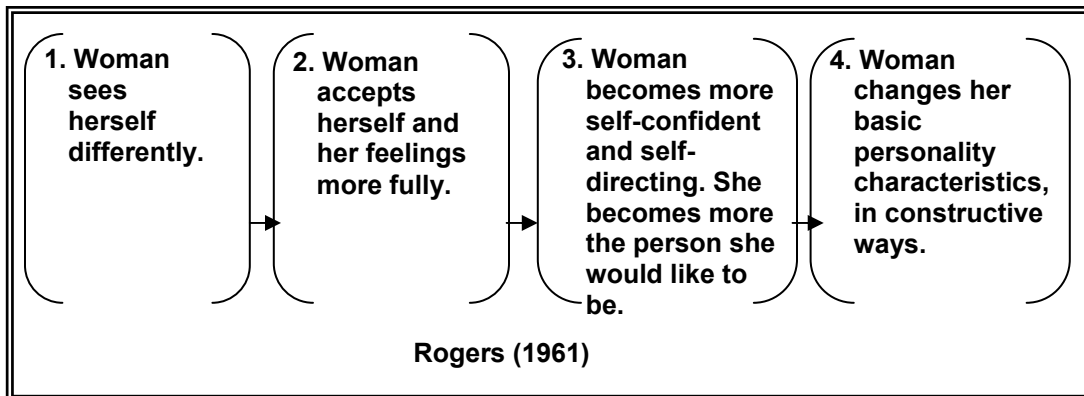 1. Woman
sees
herself
differently.
2. Woman
accepts
herself and
her feelings
more fully.
3. Woman
becomes more
self-confident
and self-
directing. She
becomes more
the person she
would like to
be.
4. Woman
changes her
basic
personality
characteristics,
in constructive
ways.
Rogers (1961)